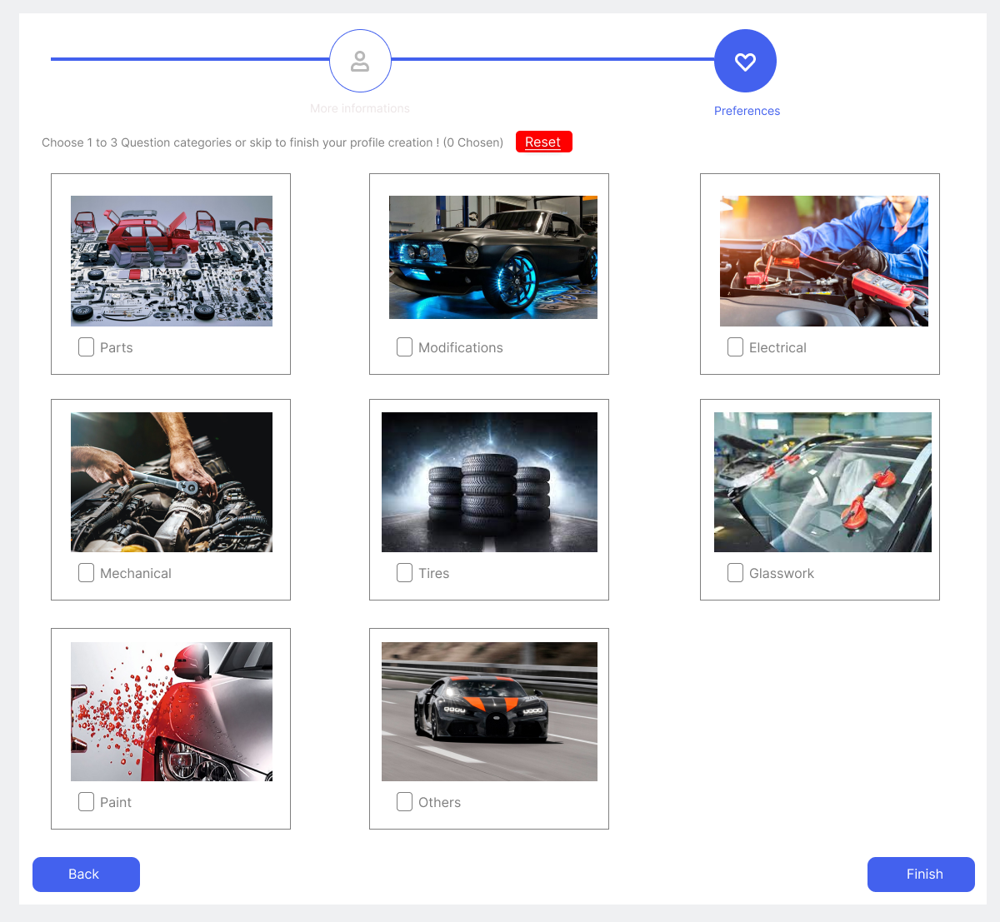 More informations
Preferences
Choose 1 to 3 Question categories or skip to finish your profile creation ! (0 Chosen) Reset
Parts
Modifications
Electrical
Mechanical
Tires
Glasswork
Paint
Others
Back
Finish